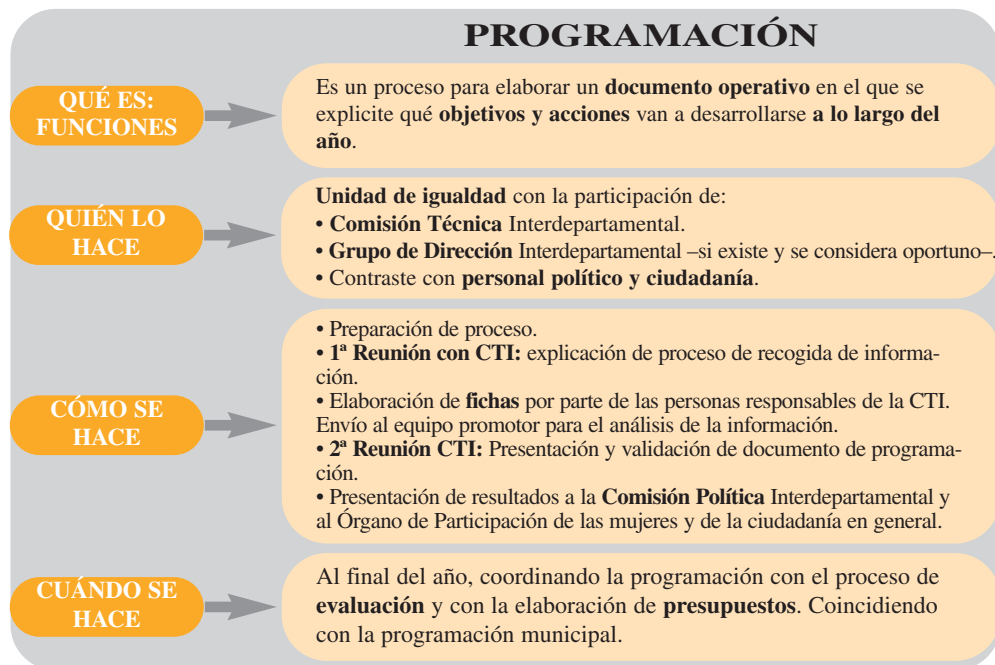 PROGRAMACIÓN
QUÉ ES:
FUNCIONES
Es un proceso para elaborar un documento operativo en el que se
explicite qué objetivos y acciones van a desarrollarse a lo largo del
año.
QUIÉN LO
HACE
Unidad de igualdad con la participación de:
• Comisión Técnica Interdepartamental.
• Grupo de Dirección Interdepartamental –si existe y se considera oportuno–.
• Contraste con personal político y ciudadanía.
CÓMO SE
HACE
• Preparación de proceso.
• 1ª Reunión con CTI: explicación de proceso de recogida de informa-
ción.
• Elaboración de fichas por parte de las personas responsables de la CTI.
Envío al equipo promotor para el análisis de la información.
• 2ª Reunión CTI: Presentación y validación de documento de programa-
ción.
• Presentación de resultados a la Comisión Política Interdepartamental y
al Órgano de Participación de las mujeres y de la ciudadanía en general.
CUÁNDO SE
HACE
Al final del año, coordinando la programación con el proceso de
evaluación y con la elaboración de presupuestos. Coincidiendo
con la programación municipal.